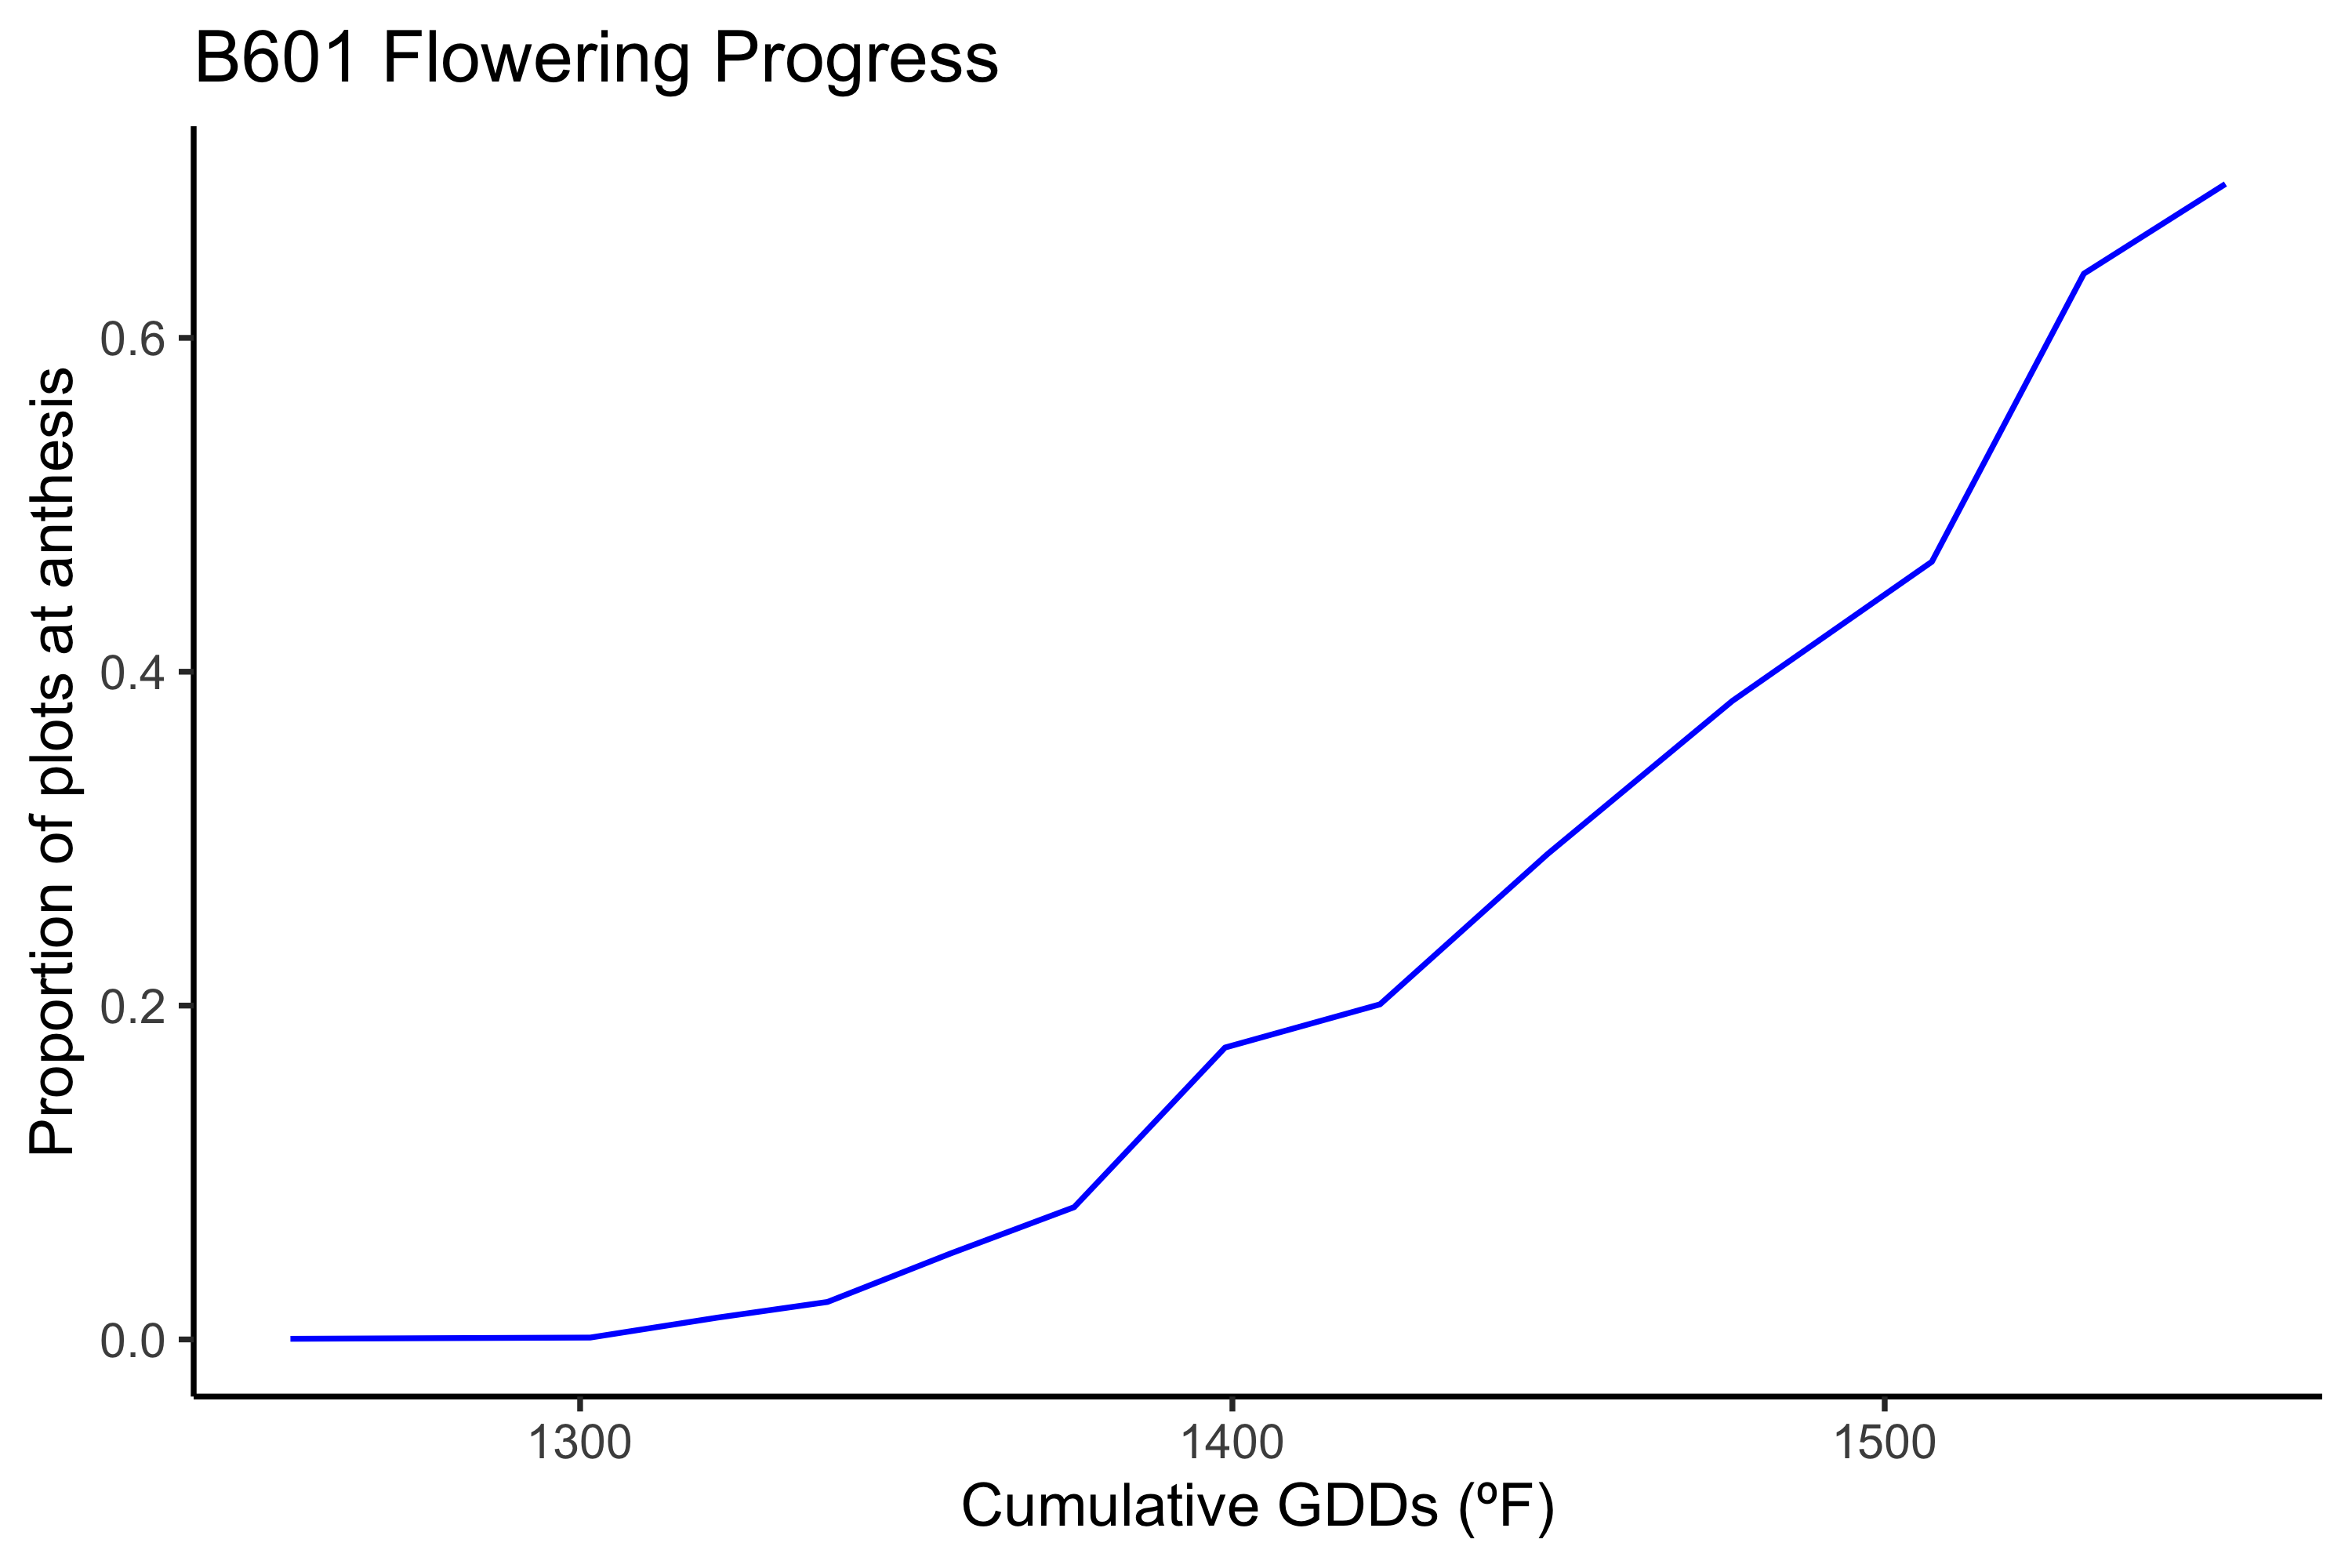 B601 Flowering Progress
Proportion of plots at anthesis
0.6
0.4
0.2
0.0
1300 1400 1500
Cumulative GDDs (ºF)